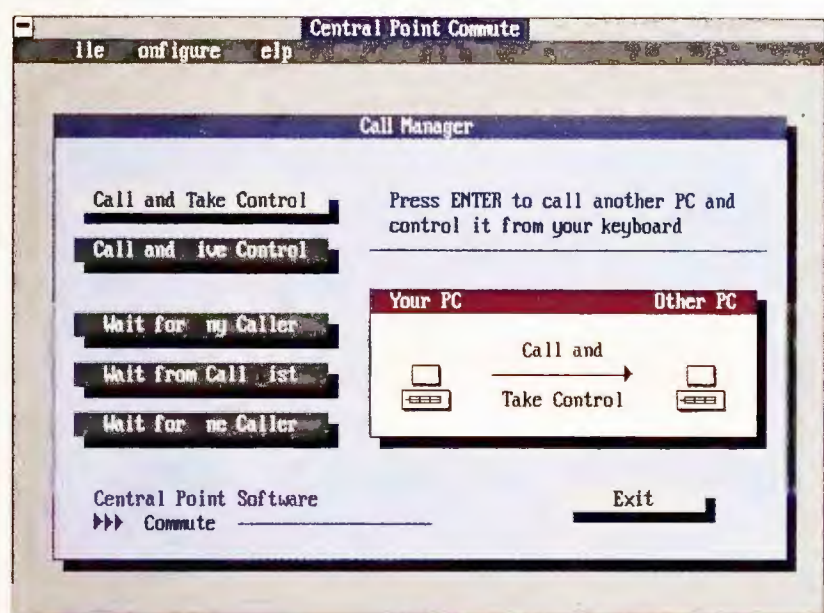 Central Point Commute
ile onfigure elp
Call Manager
Call and Take Control
Press ENTER to call another PC and
control it from your keyboard
Call and ive Control
Your PC Other PC
Wait for ny Caller
Call and
Wait from Call ist
Take Control
Wait for ne Caller
Central Point Software
Commute
Exit